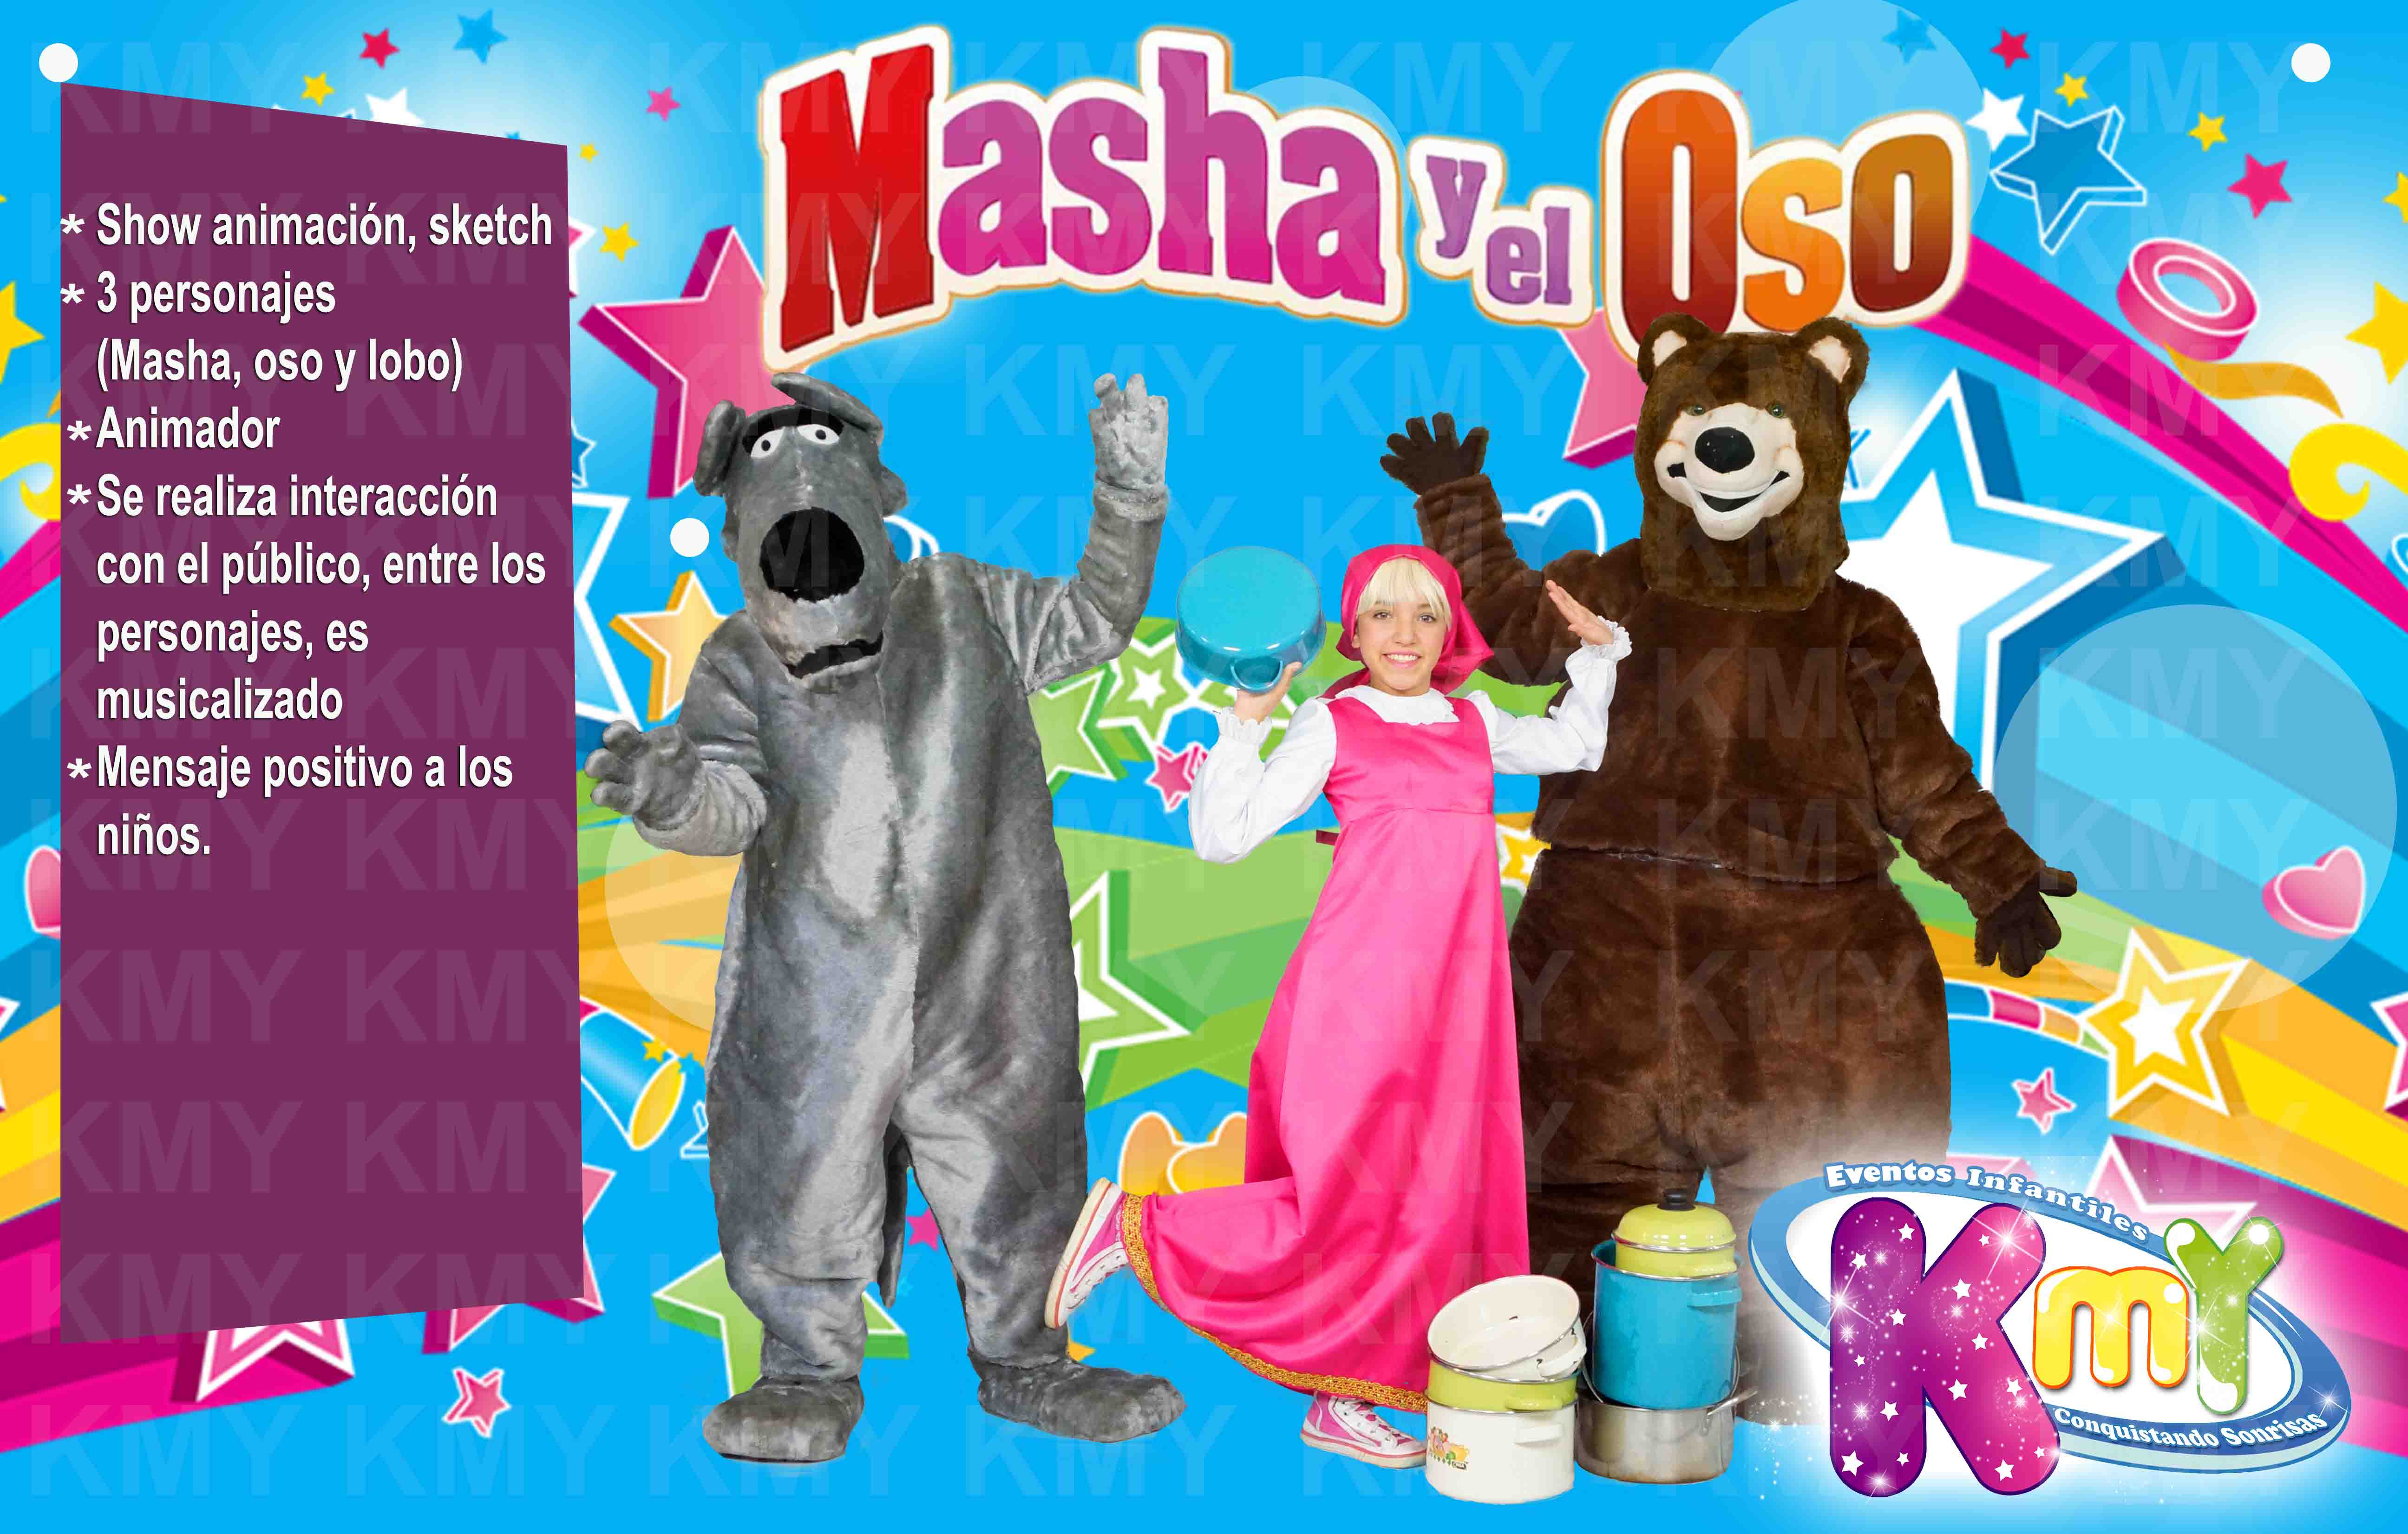 Masha y el Oso
* Show animación, sketch
* 3 personajes
(Masha, oso y lobo)
* Animador
* Se realiza interacción
con el público, entre los
personajes, es
musicalizado
* Mensaje positivo a los
niños.
Eventos Infantiles
KmY
Conquistando Sonrisas